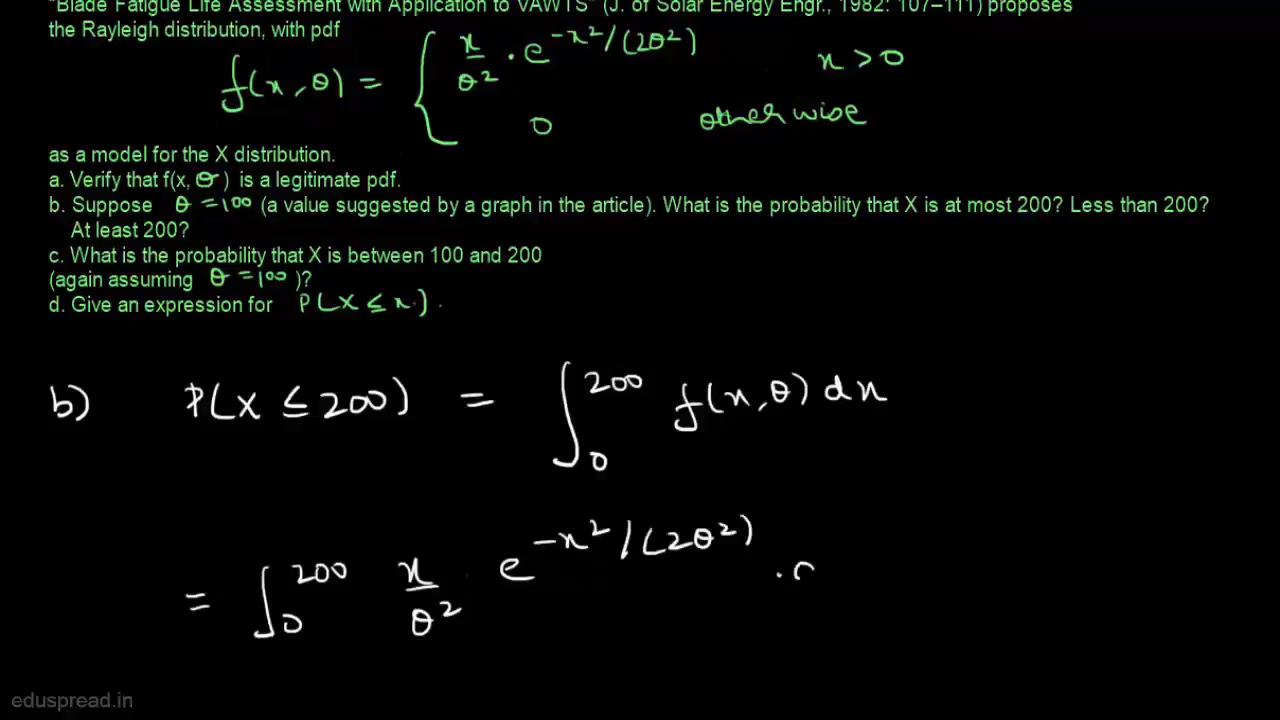 "Blade Fatigue Life Assessment with Application to VAWTS" (J. of Solar Energy Engr., 1982: 107–111) proposes
the Rayleigh distribution, with pdf
f(x, θ) = { x/θ² · e^(-x²/(2θ²)) x > 0
0 otherwise
as a model for the X distribution.
a. Verify that f(x, θ ) is a legitimate pdf.
b. Suppose θ = 100 (a value suggested by a graph in the article). What is the probability that X is at most 200? Less than 200?
At least 200?
c. What is the probability that X is between 100 and 200
(again assuming θ = 100 )?
d. Give an expression for P(X ≤ x) .
b) P(X ≤ 200) = ∫₀²⁰⁰ f(x, θ) dx
= ∫₀²⁰⁰ x/θ² e^(-x²/(2θ²)) .
eduspread.in